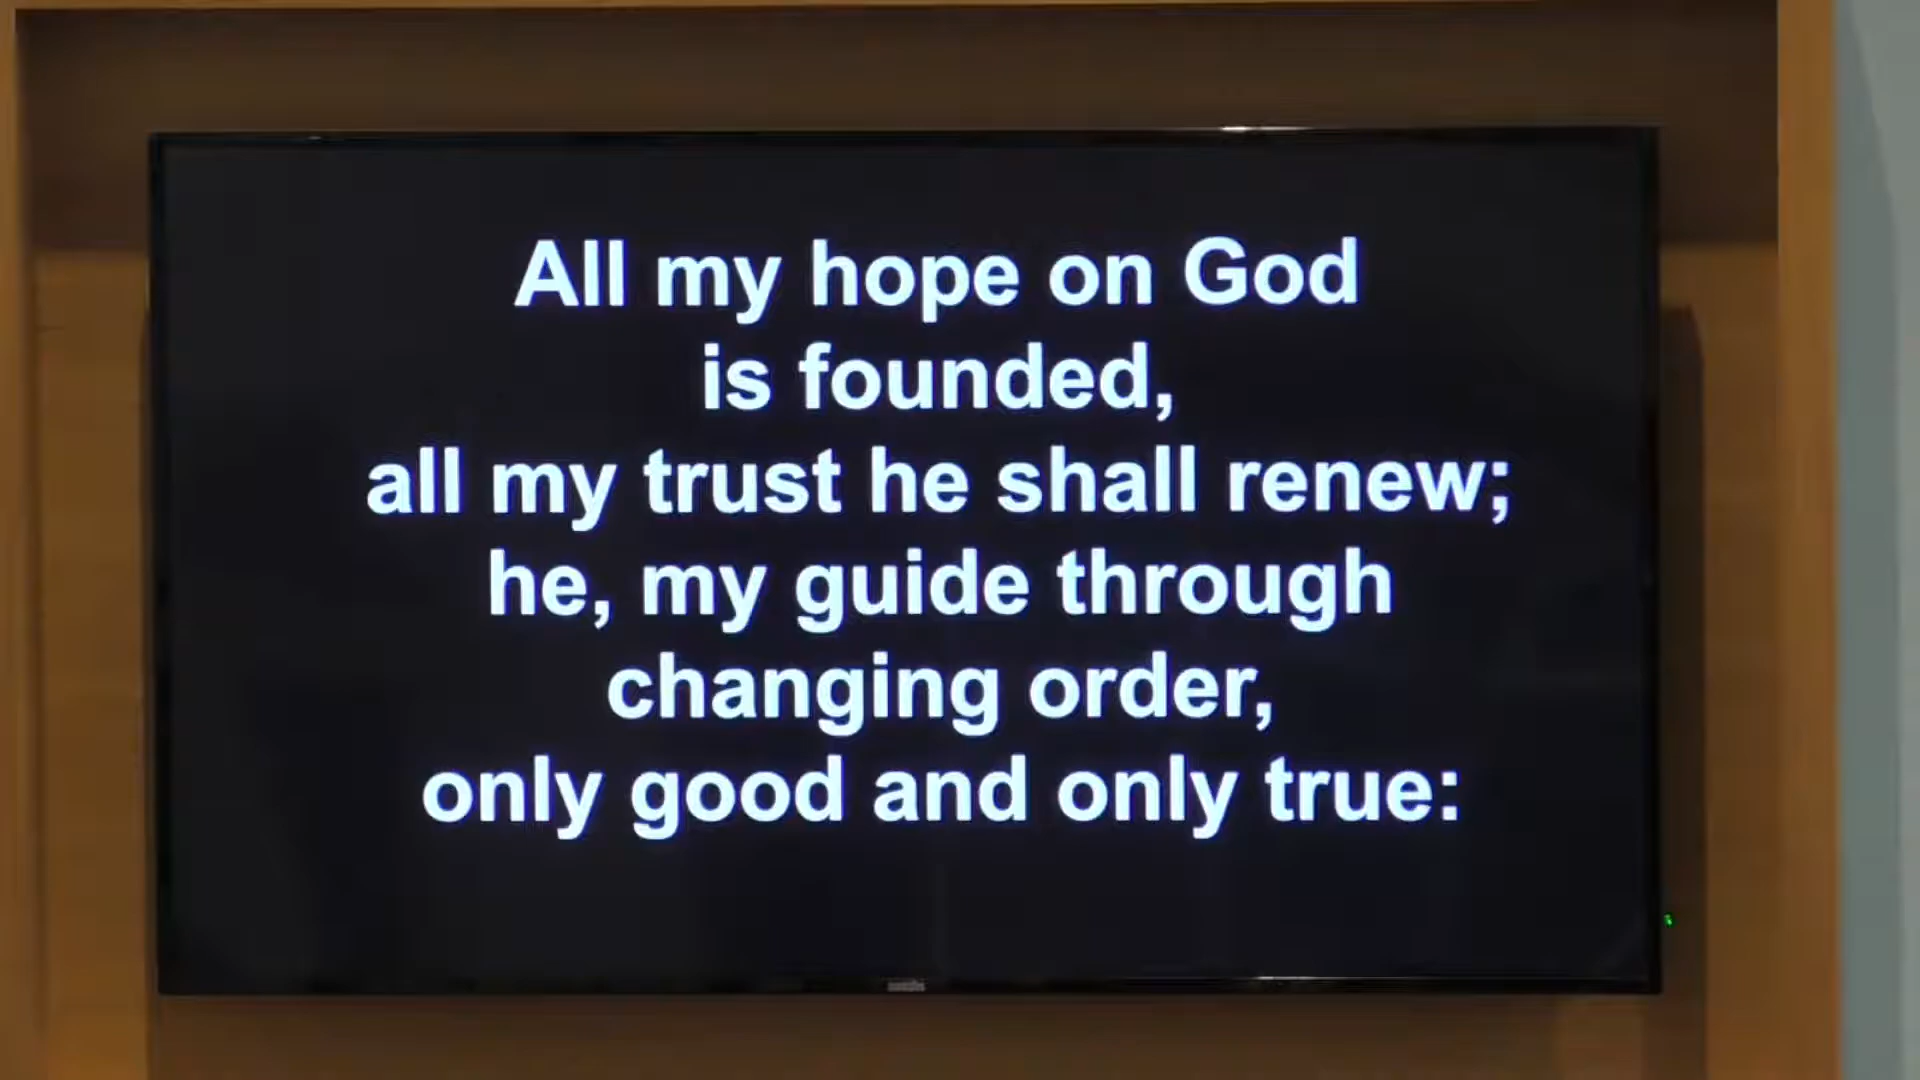 All my hope on God
is founded,
all my trust he shall renew;
he, my guide through
changing order,
only good and only true: